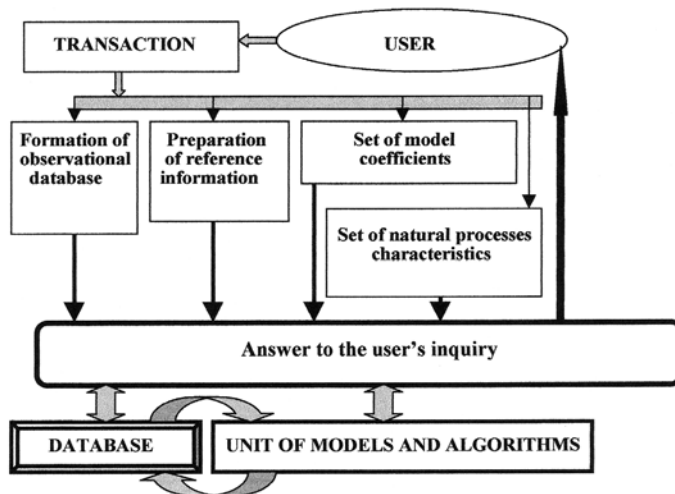 TRANSACTION
USER
Formation of
observational
database
Preparation
of reference
information
Set of model
coefficients
Set of natural processes
characteristics
Answer to the user's inquiry
DATABASE
UNIT OF MODELS AND ALGORITHMS